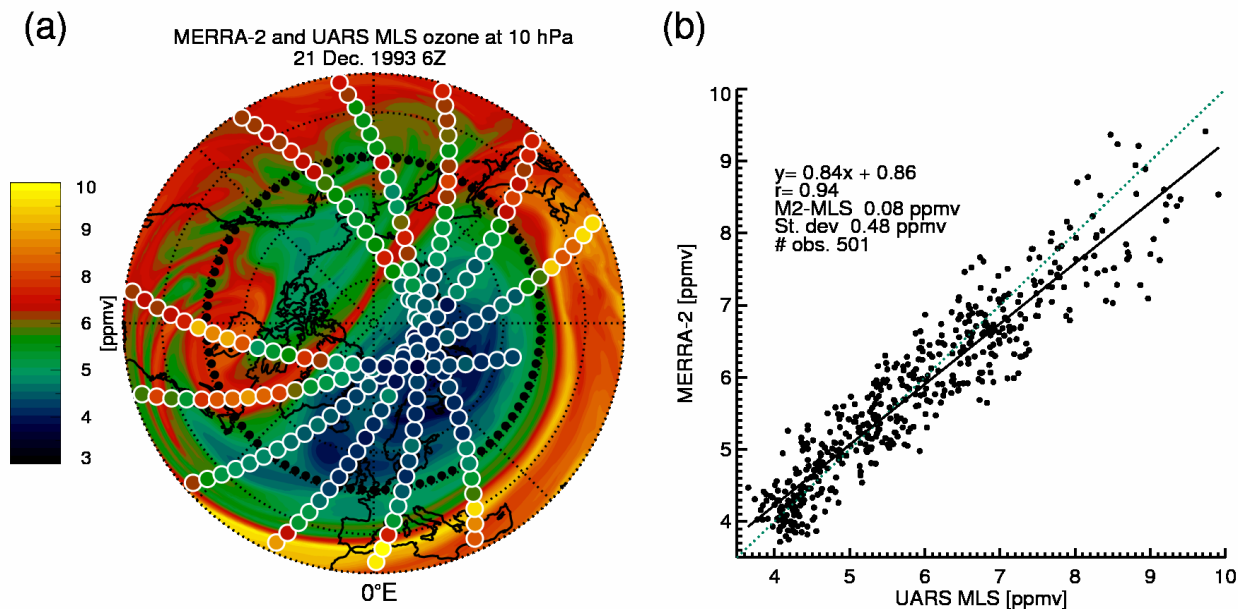 (a)
MERRA-2 and UARS MLS ozone at 10 hPa
21 Dec. 1993 6Z
10
9
8
7
6
5
4
3
[ppmv]
0°E
(b)
10
9
8
7
6
5
4
MERRA-2 [ppmv]
y= 0.84x + 0.86
r= 0.94
M2-MLS 0.08 ppmv
St. dev 0.48 ppmv
# obs. 501
4 5 6 7 8 9 10
UARS MLS [ppmv]